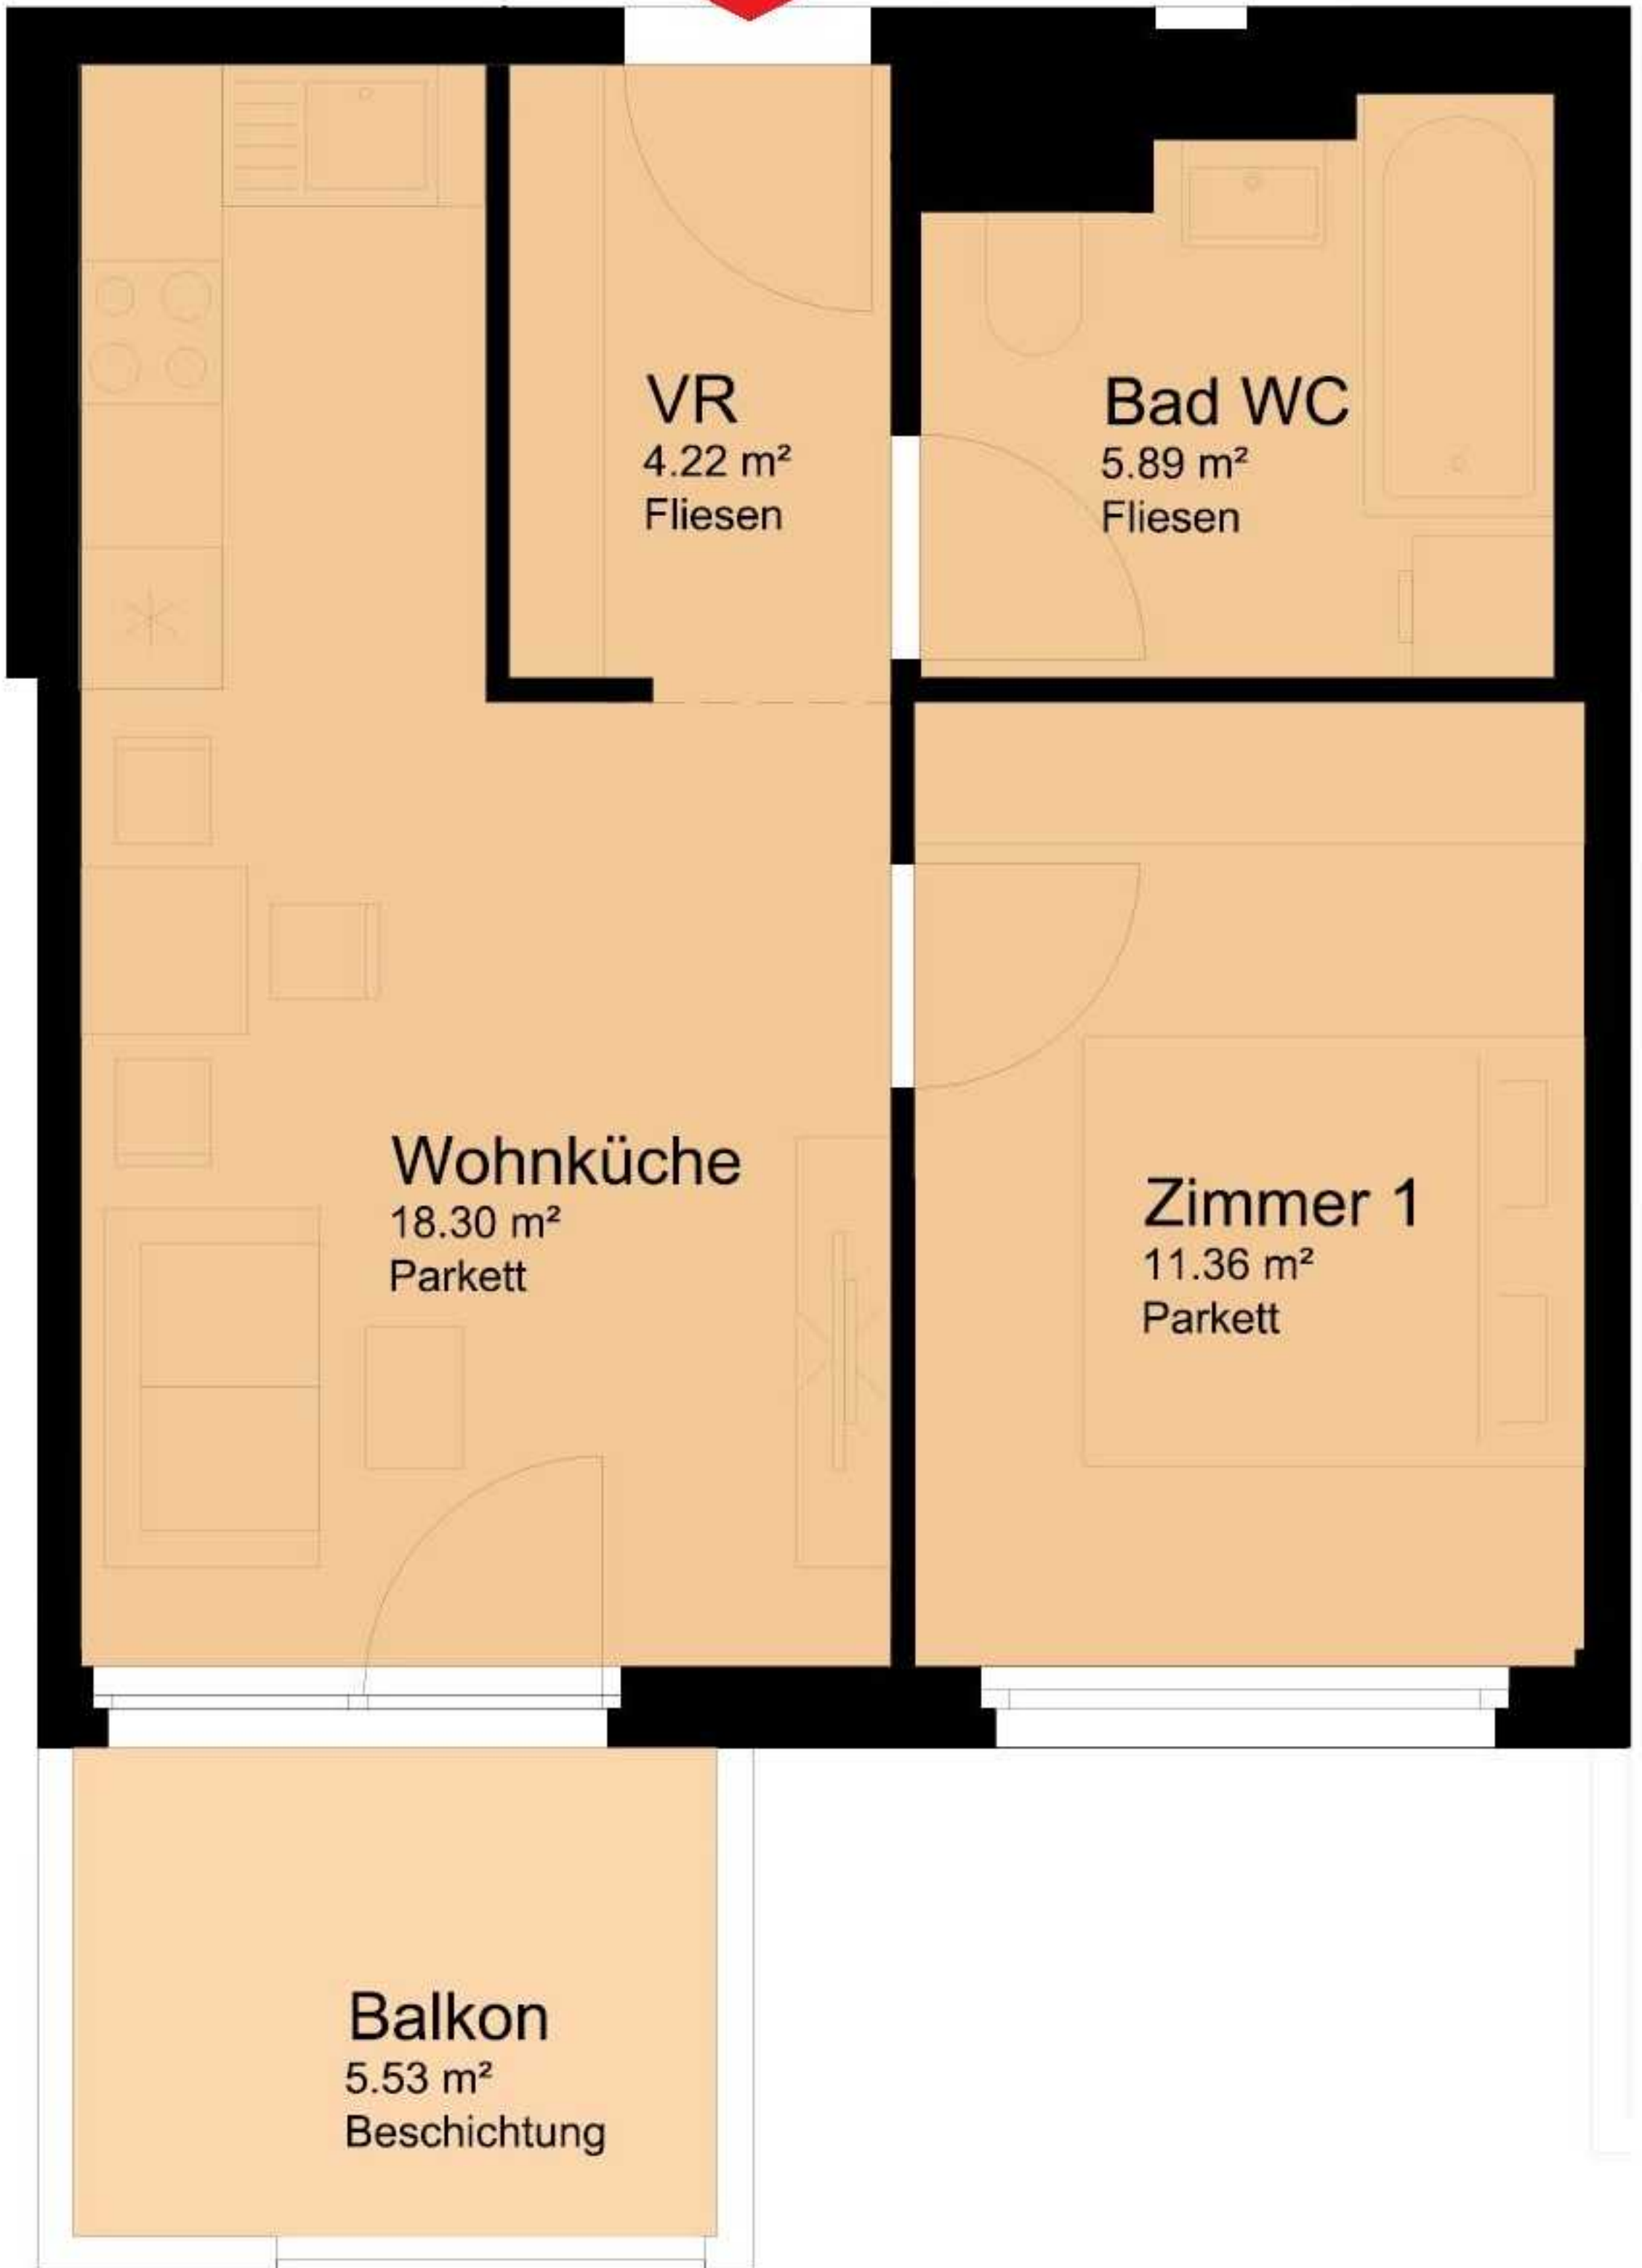 VR
4.22 m²
Fliesen
Bad WC
5.89 m²
Fliesen
Wohnküche
18.30 m²
Parkett
Zimmer 1
11.36 m²
Parkett
Balkon
5.53 m²
Beschichtung